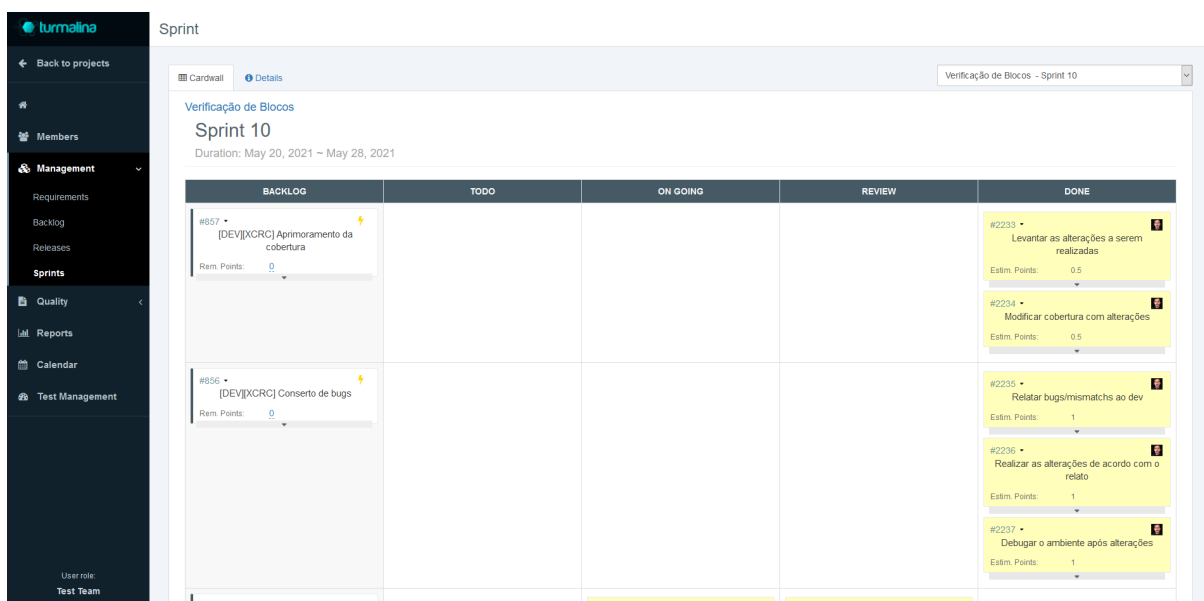 turmalina
Sprint
Back to projects
Members
Management
Requirements
Backlog
Releases
Sprints
Quality
Reports
Calendar
Test Management
User role:
Test Team
Cardwall
Details
Verificação de Blocos - Sprint 10
Verificação de Blocos
Sprint 10
Duration: May 20, 2021 ~ May 28, 2021
BACKLOG TODO ON GOING REVIEW DONE
#857
[DEV][XCRC] Aprimoramento da
cobertura
Rem. Points: 0
#2233
Levantar as alterações a serem
realizadas
Estim. Points: 0.5
#2234
Modificar cobertura com alterações
Estim. Points: 0.5
#856
[DEV][XCRC] Conserto de bugs
Rem. Points: 0
#2235
Relatar bugs/mismatchs ao dev
Estim. Points: 1
#2236
Realizar as alterações de acordo com o
relato
Estim. Points: 1
#2237
Debugar o ambiente após alterações
Estim. Points: 1